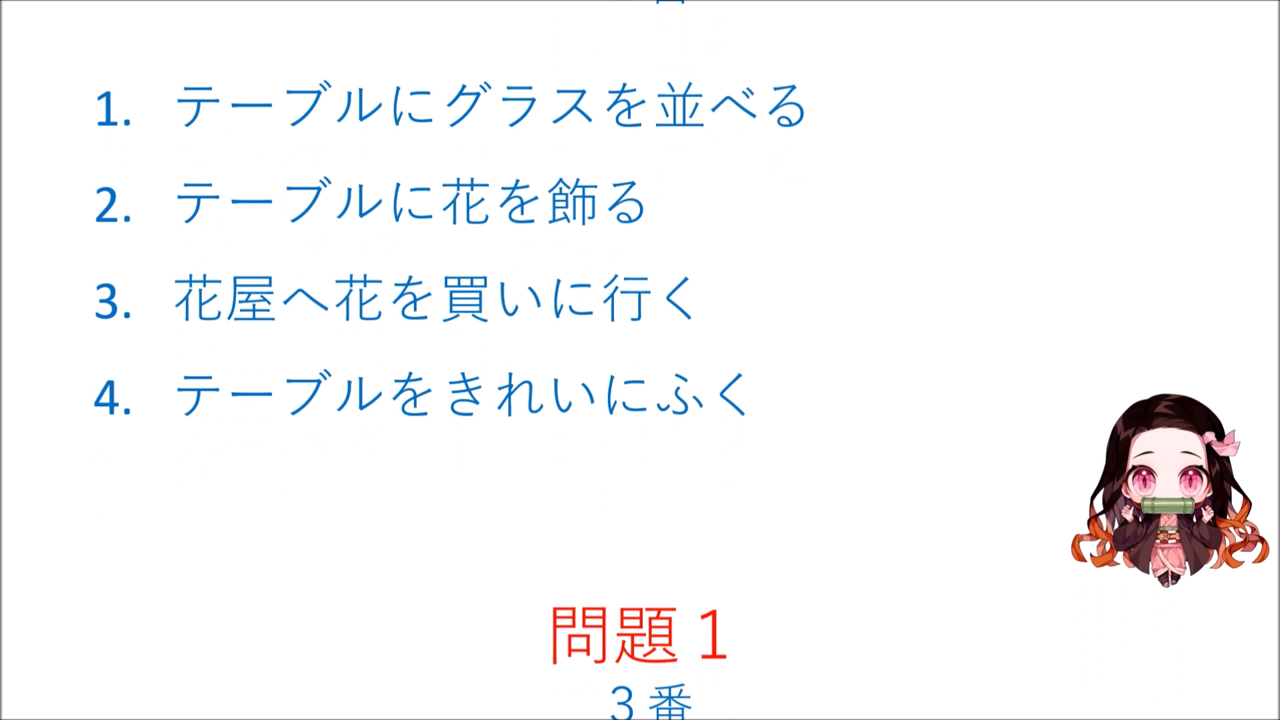 1. テーブルにグラスを並べる
2. テーブルに花を飾る
3. 花屋へ花を買いに行く
4. テーブルをきれいにふく
問題1
3番